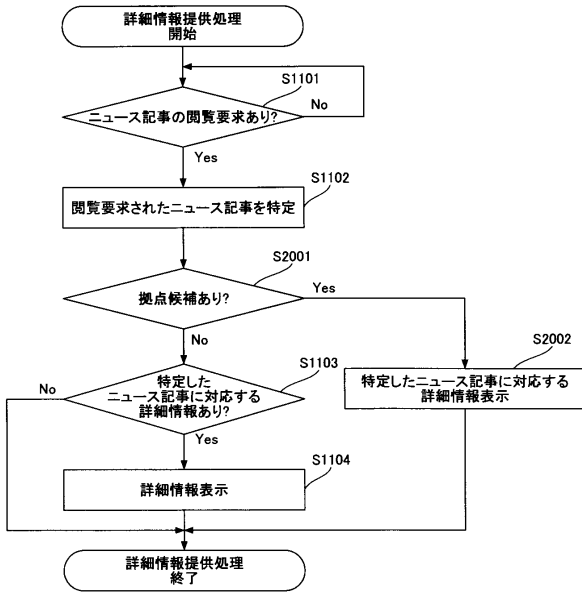 詳細情報提供処理
開始
S1101
ニュース記事の閲覧要求あり?
No
Yes
S1102
閲覧要求されたニュース記事を特定
S2001
拠点候補あり?
Yes
No
S2002
特定したニュース記事に対応する
詳細情報表示
S1103
No
特定した
ニュース記事に対応する
詳細情報あり?
Yes
S1104
詳細情報表示
詳細情報提供処理
終了